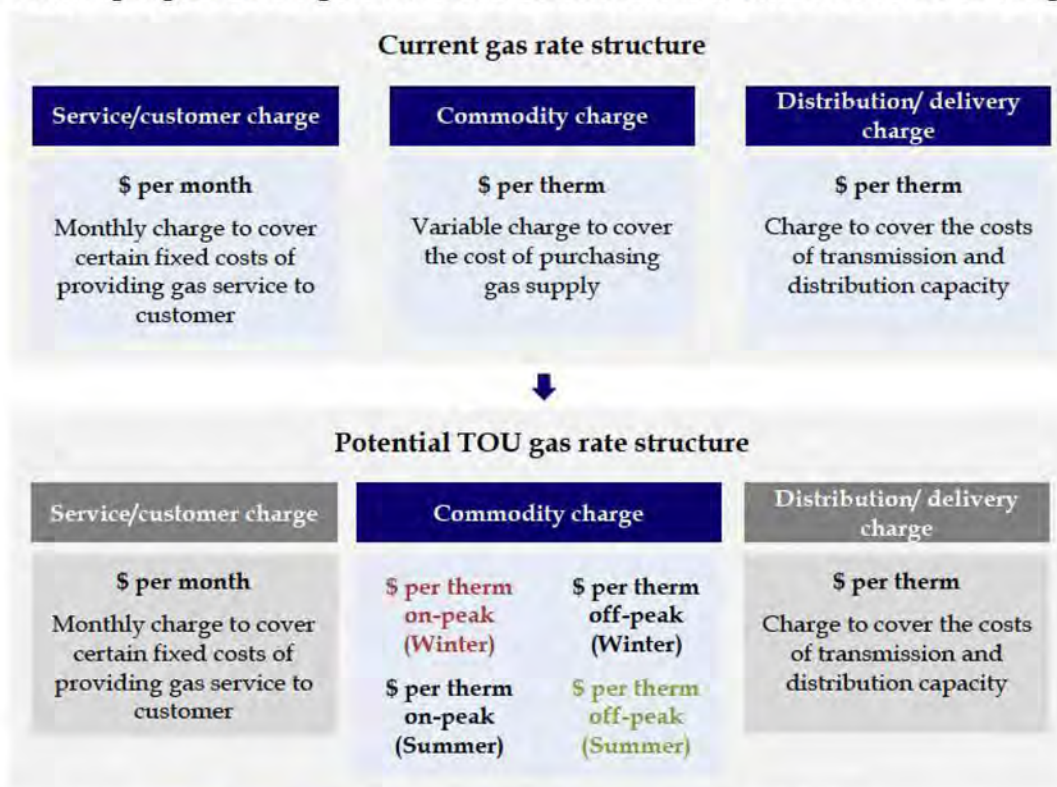 Current gas rate structure
Service/customer charge
$ per month
Monthly charge to cover
certain fixed costs of
providing gas service to
customer
Commodity charge
$ per therm
Variable charge to cover
the cost of purchasing
gas supply
Distribution/ delivery
charge
$ per therm
Charge to cover the costs
of transmission and
distribution capacity
Potential TOU gas rate structure
Service/customer charge
$ per month
Monthly charge to cover
certain fixed costs of
providing gas service to
customer
Commodity charge
$ per therm
on-peak
(Winter)
$ per therm
off-peak
(Winter)
$ per therm
on-peak
(Summer)
$ per therm
off-peak
(Summer)
Distribution/ delivery
charge
$ per therm
Charge to cover the costs
of transmission and
distribution capacity